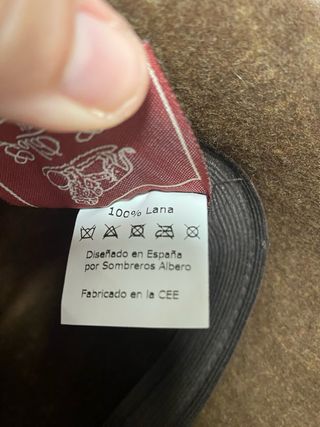 100% Lana
Diseñado en España
por Sombreros Albero
Fabricado en la CEE